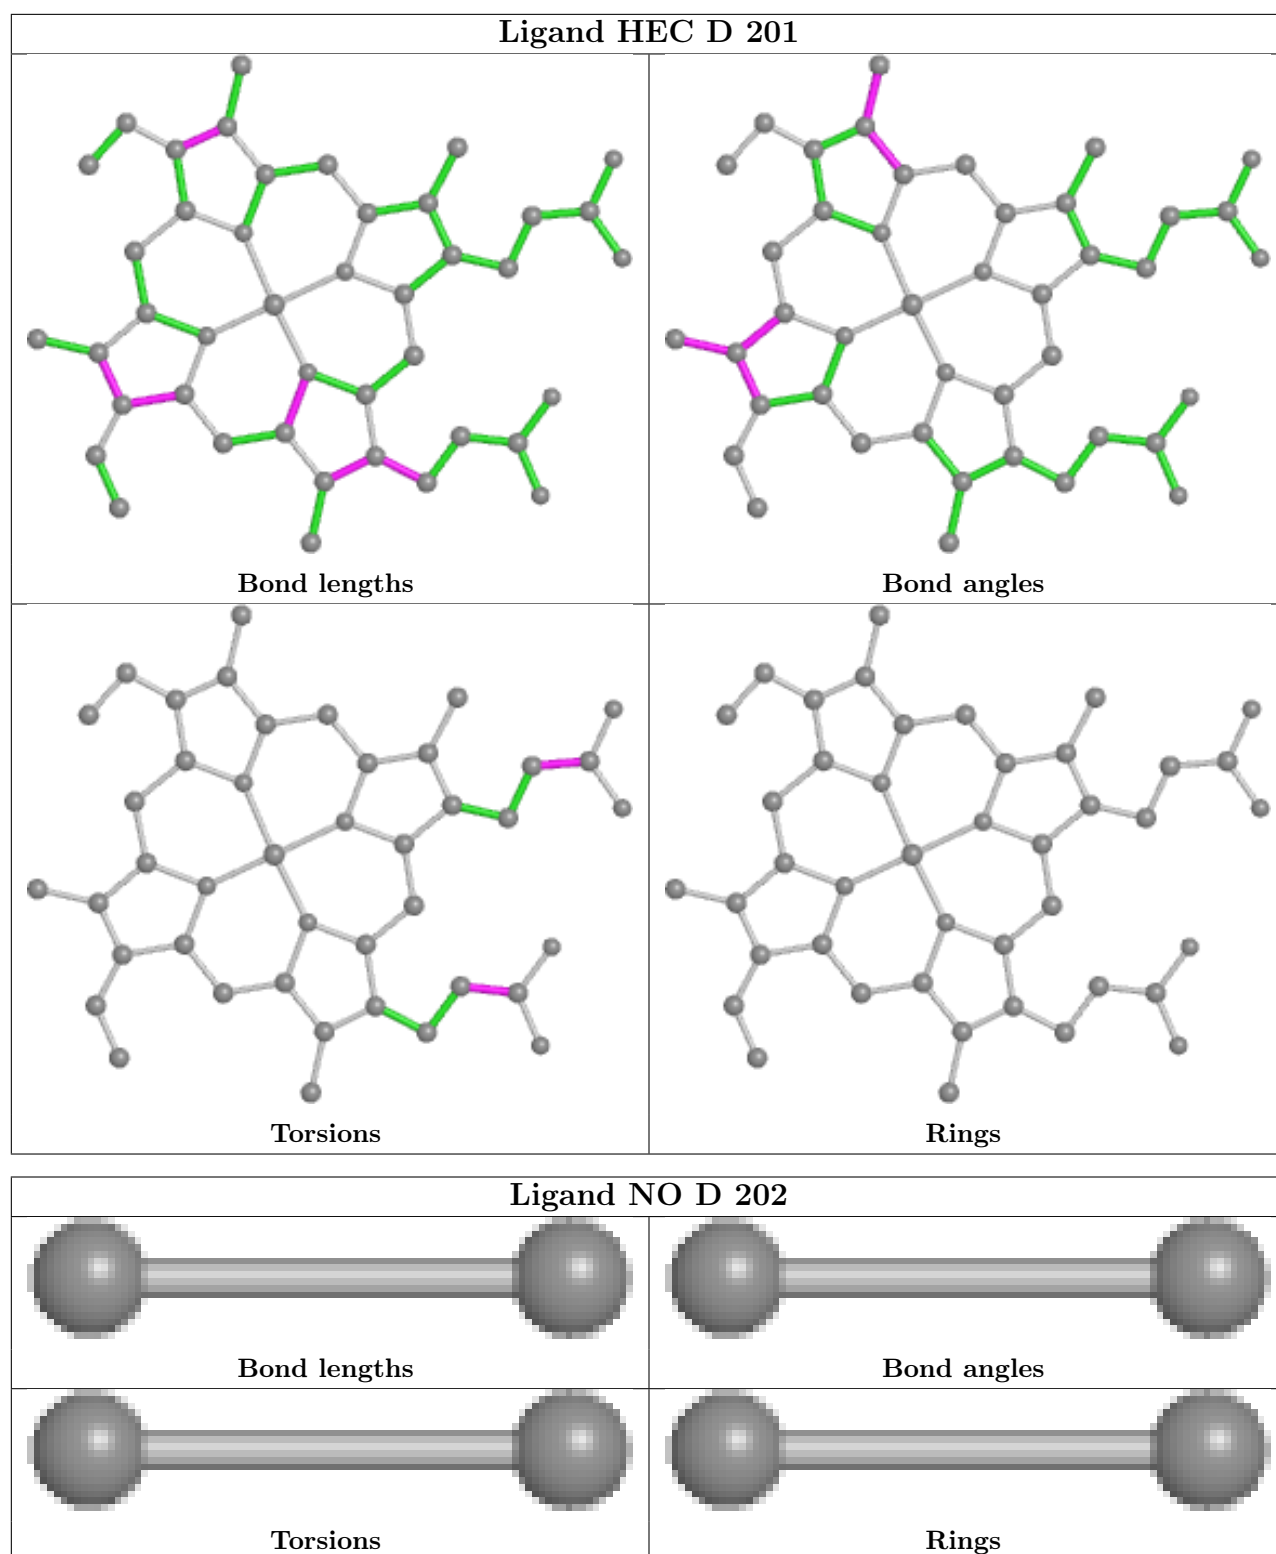 Ligand HEC D 201
Bond lengths
Bond angles
Torsions
Rings
Ligand NO D 202
Bond lengths
Bond angles
Torsions
Rings